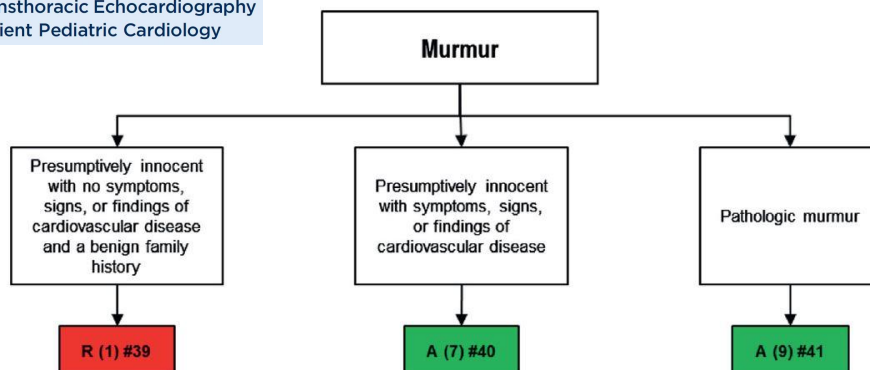 nsthoracic Echocardiography
ient Pediatric Cardiology
Murmur
Presumptively innocent
with no symptoms,
signs, or findings of
cardiovascular disease
and a benign family
history
Presumptively innocent
with symptoms, signs,
or findings of
cardiovascular disease
Pathologic murmur
R (1) #39
A (7) #40
A (9) #41